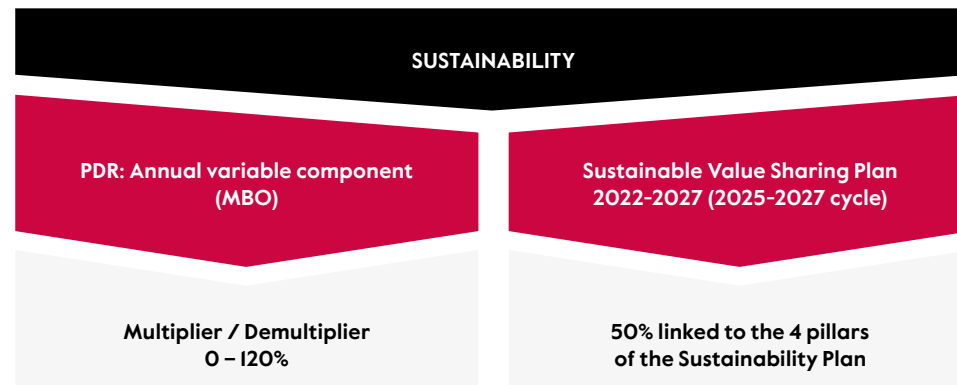 SUSTAINABILITY
PDR: Annual variable component
(MBO)
Sustainable Value Sharing Plan
2022-2027 (2025-2027 cycle)
Multiplier / Demultiplier
0 – 120%
50% linked to the 4 pillars
of the Sustainability Plan